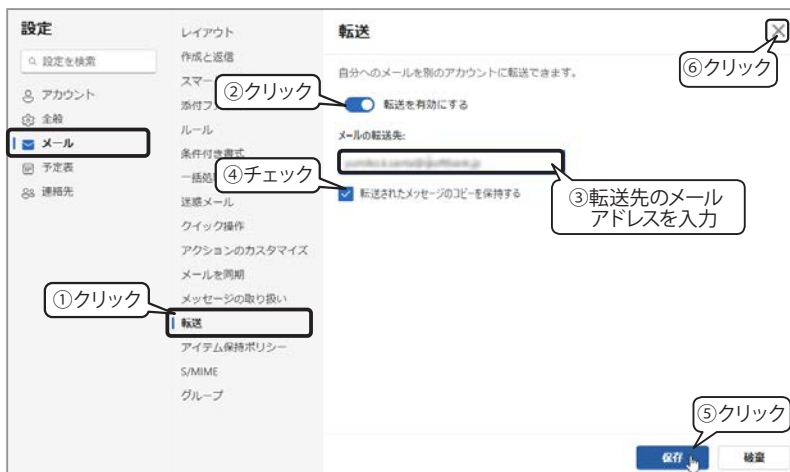 設定
設定を検索
アカウント
全般
メール
予定表
連絡先
レイアウト
作成と返信
スマー
添付フ
ルール
条件付き書式
一括処
迷惑メール
クイック操作
アクションのカスタマイズ
メールを同期
メッセージの取り扱い
転送
アイテム保持ポリシー
S/MIME
グループ
転送
自分へのメールを別のアカウントに転送できます。
転送を有効にする
メールの転送先:
転送されたメッセージのコピーを保持する
保存
破棄
①クリック
②クリック
③転送先のメール
アドレスを入力
④チェック
⑤クリック
⑥クリック